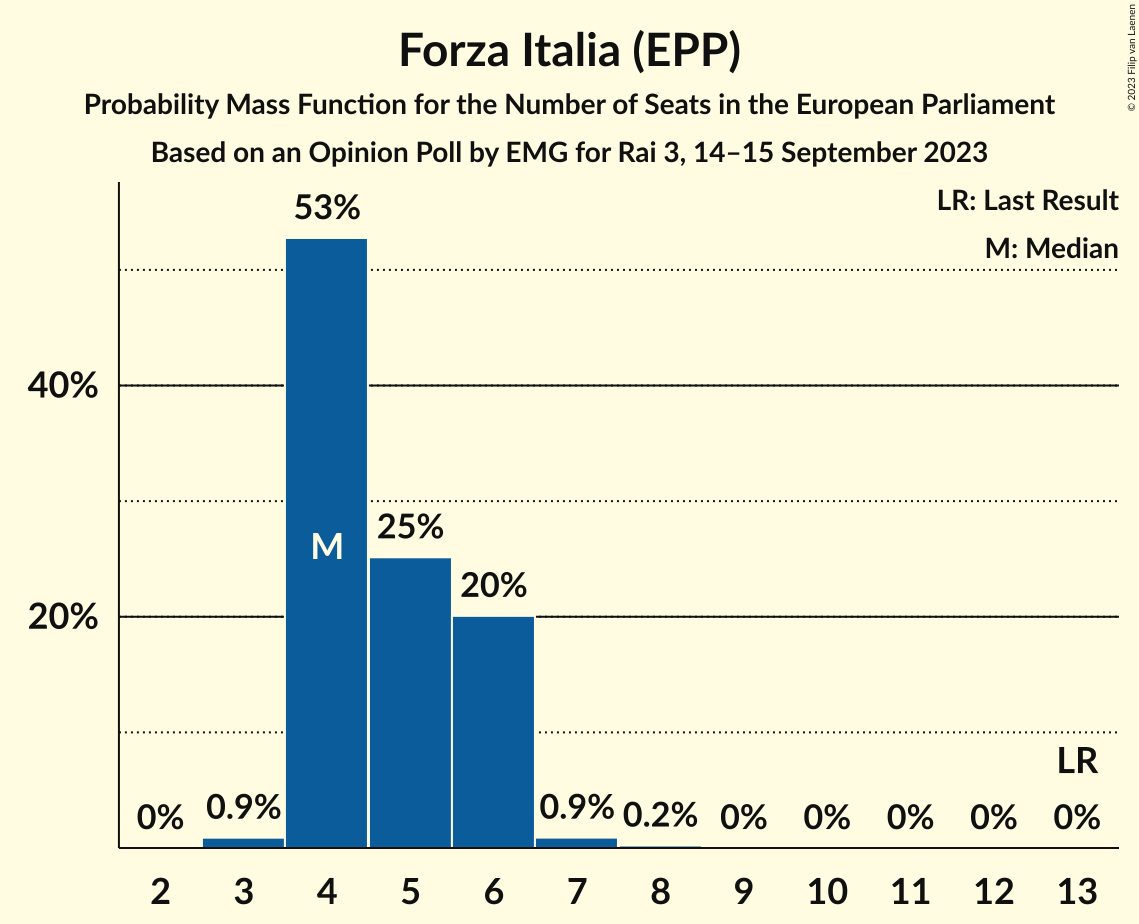 Forza Italia (EPP)
Probability Mass Function for the Number of Seats in the European Parliament
Based on an Opinion Poll by EMG for Rai 3, 14–15 September 2023
© 2023 Filip van Laenen
LR: Last Result
M: Median
53%
40%
M
25%
20%
20%
LR
0% 0.9% 0.9% 0.2% 0% 0% 0% 0% 0%
2 3 4 5 6 7 8 9 10 11 12 13